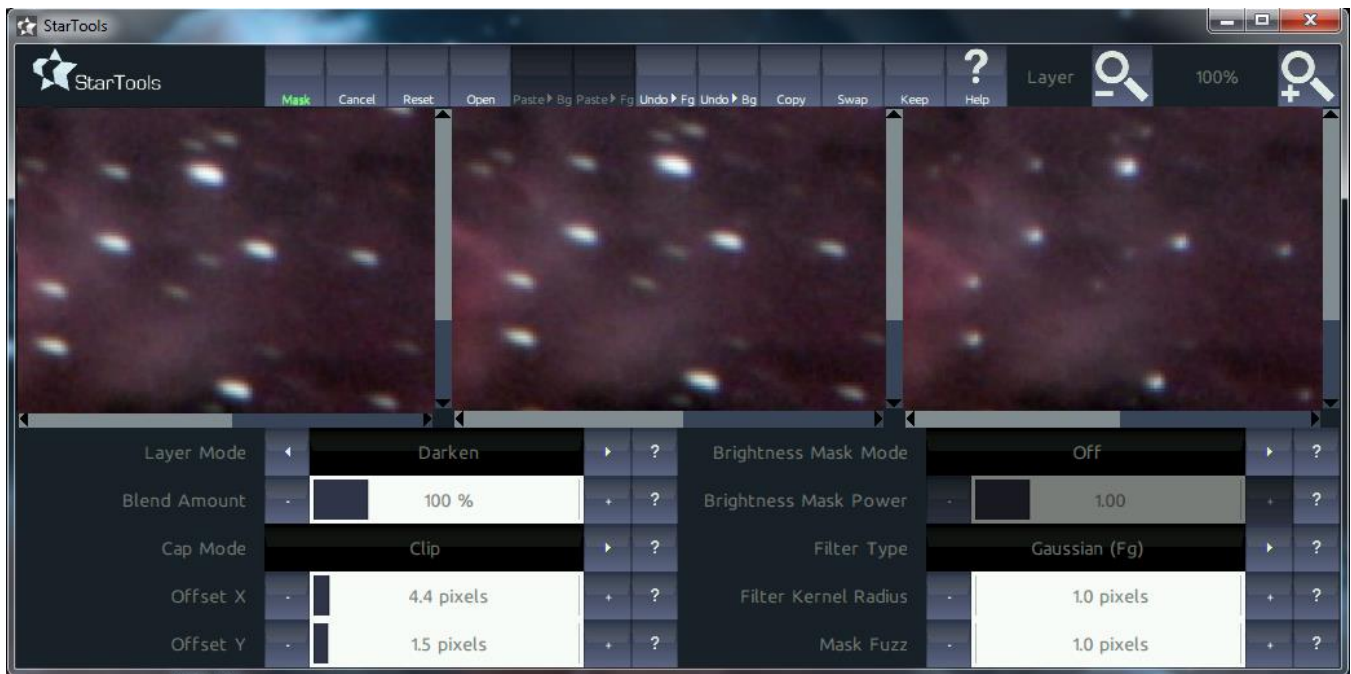 StarTools
StarTools
Mask Cancel Reset Open Paste Bg Paste Fg Undo Fg Undo Bg Copy Swap Keep ? Help Layer 100%
Layer Mode Darken ? Brightness Mask Mode Off ?
Blend Amount - 100 % + ? Brightness Mask Power - 1.00 + ?
Cap Mode Clip ? Filter Type Gaussian (Fg) ?
Offset X - 4.4 pixels + ? Filter Kernel Radius - 1.0 pixels + ?
Offset Y - 1.5 pixels + ? Mask Fuzz - 1.0 pixels + ?